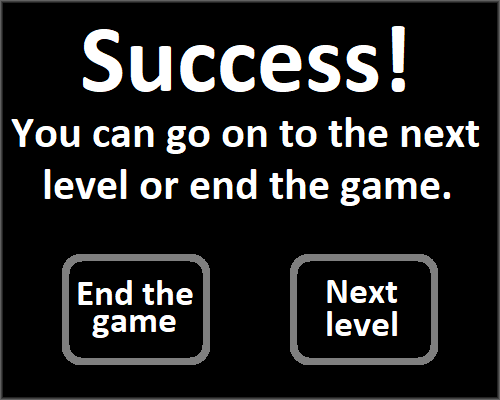 Success!
You can go on to the next
level or end the game.
End the
game
Next
level